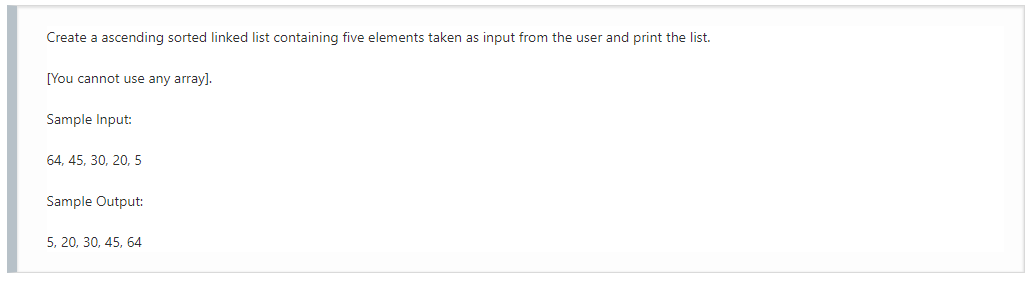 Create a ascending sorted linked list containing five elements taken as input from the user and print the list.
[You cannot use any array].
Sample Input:
64, 45, 30, 20, 5
Sample Output:
5, 20, 30, 45, 64